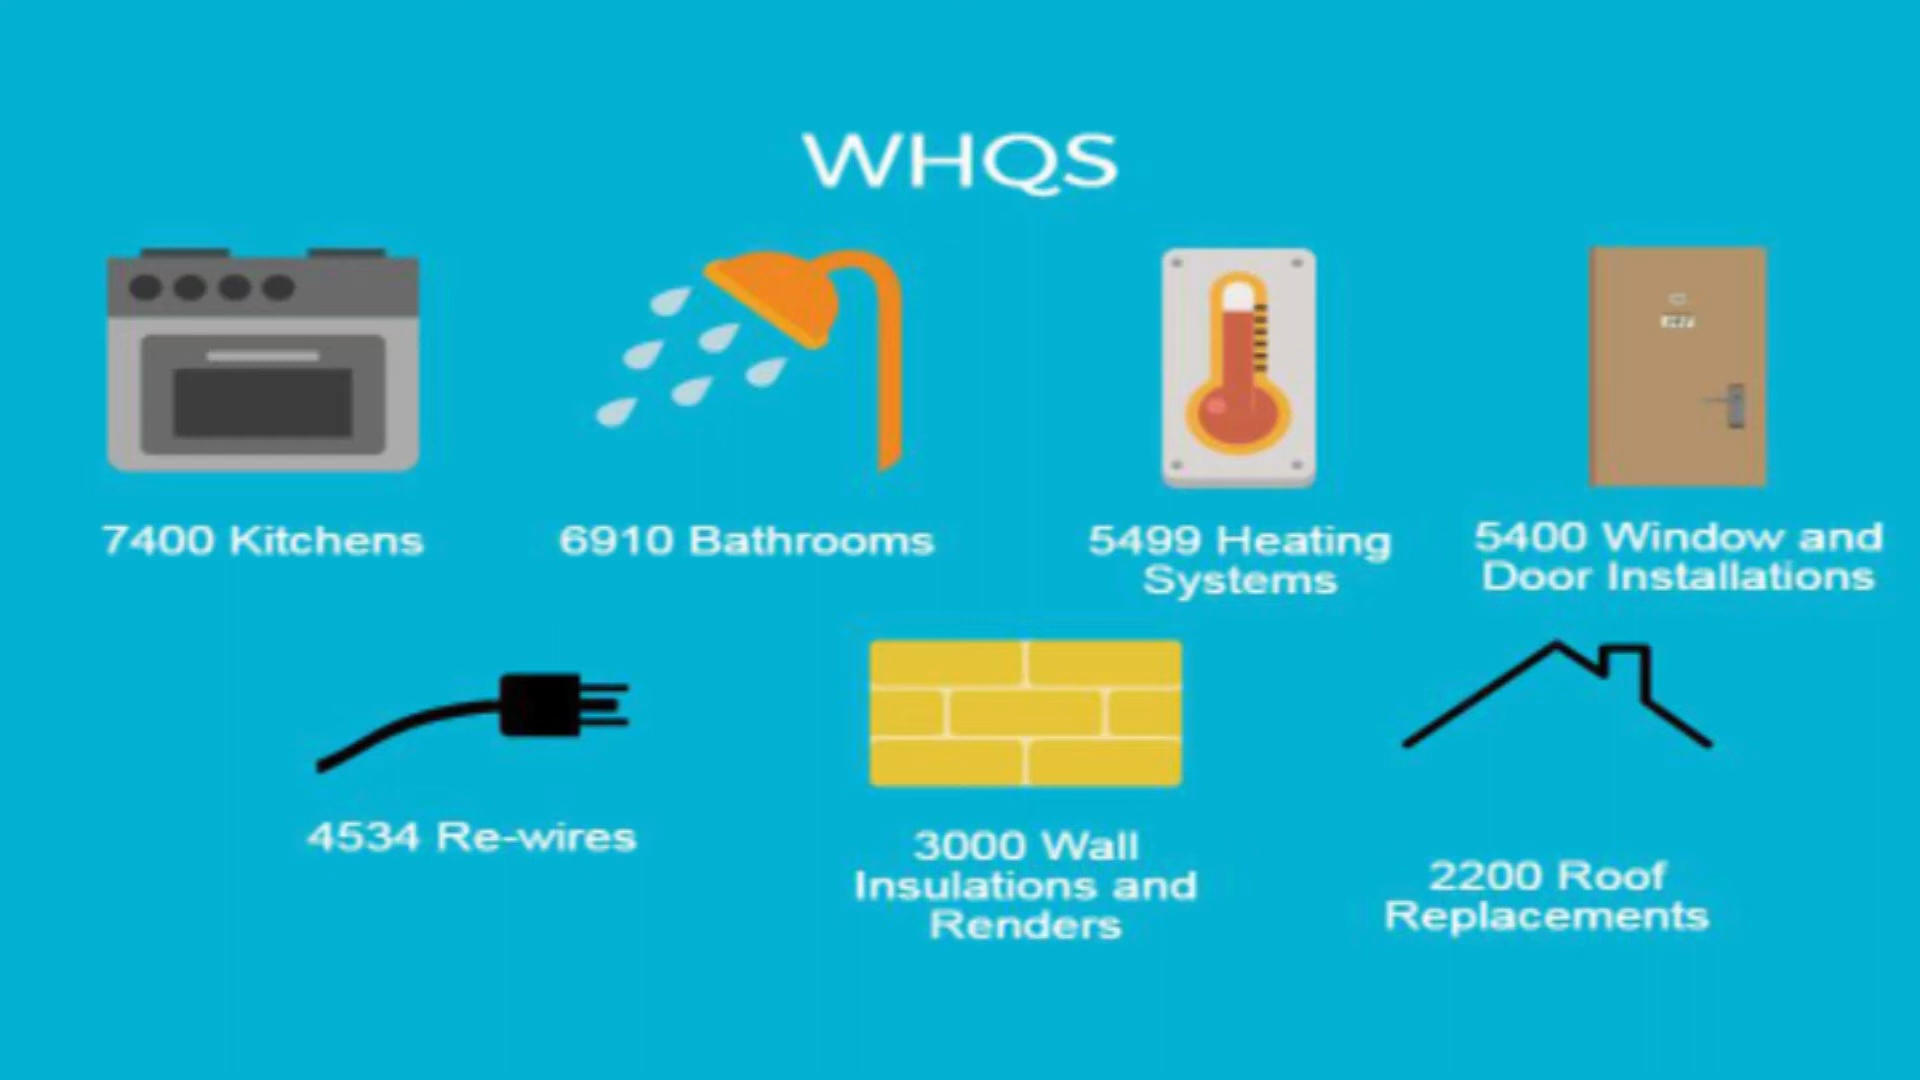 WHQS
7400 Kitchens
6910 Bathrooms
5499 Heating
Systems
5400 Window and
Door Installations
4534 Re-wires
3000 Wall
Insulations and
Renders
2200 Roof
Replacements